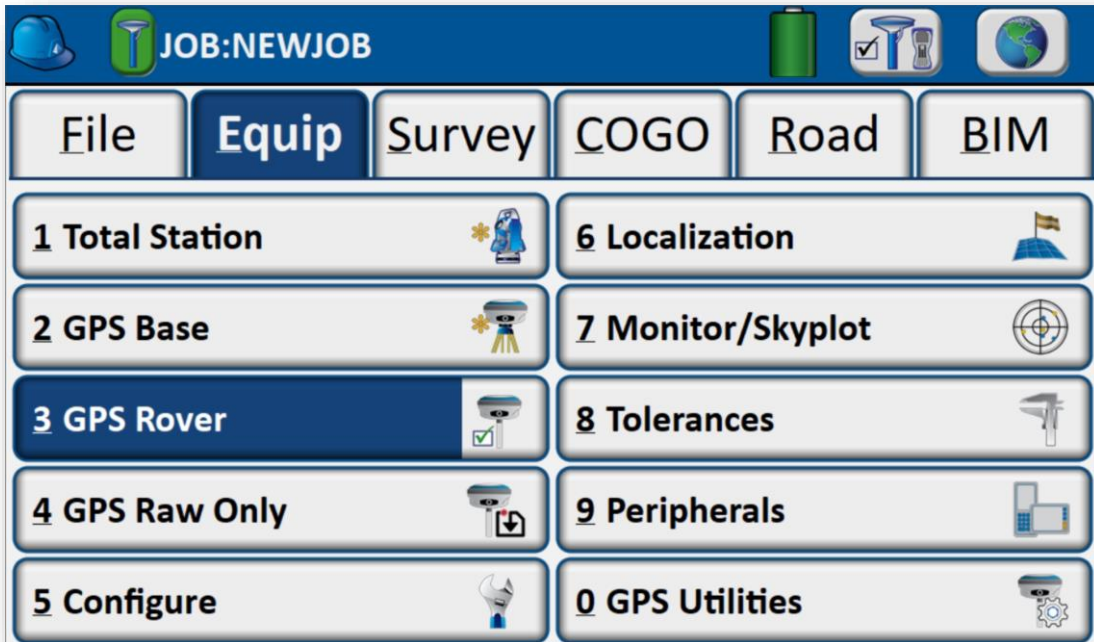 JOB:NEWJOB
File Equip Survey COGO Road BIM
1 Total Station
2 GPS Base
3 GPS Rover
4 GPS Raw Only
5 Configure
6 Localization
7 Monitor/Skyplot
8 Tolerances
9 Peripherals
0 GPS Utilities